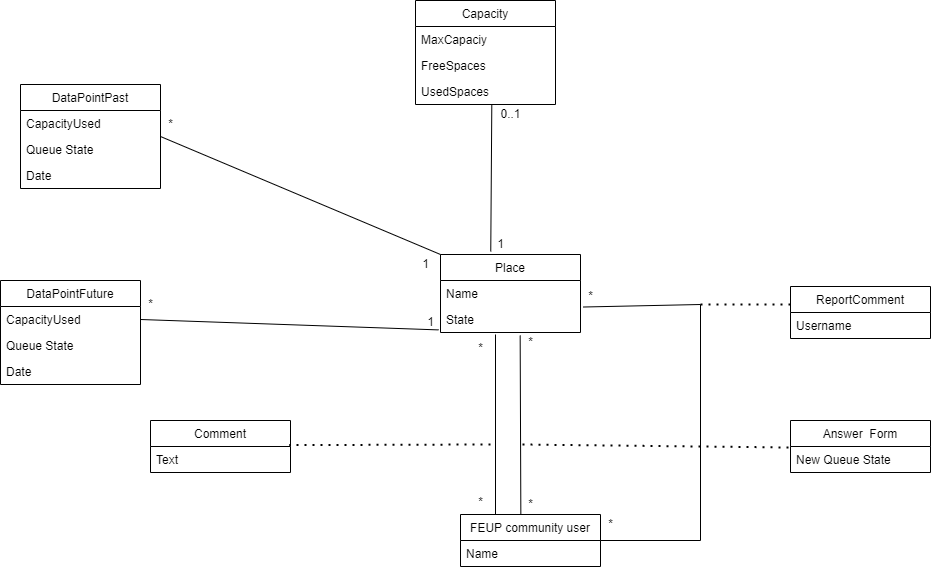 Capacity
MaxCapaciy
FreeSpaces
UsedSpaces
0..1
DataPointPast
CapacityUsed
Queue State
Date
*
1
1
Place
Name
State
DataPointFuture
CapacityUsed
Queue State
Date
*
1
*
ReportComment
Username
*
*
Comment
Text
Answer Form
New Queue State
*
*
FEUP community user
Name
*